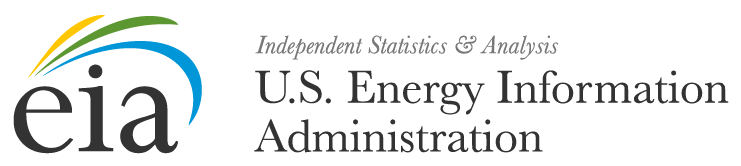 eia
Independent Statistics & Analysis
U.S. Energy Information
Administration